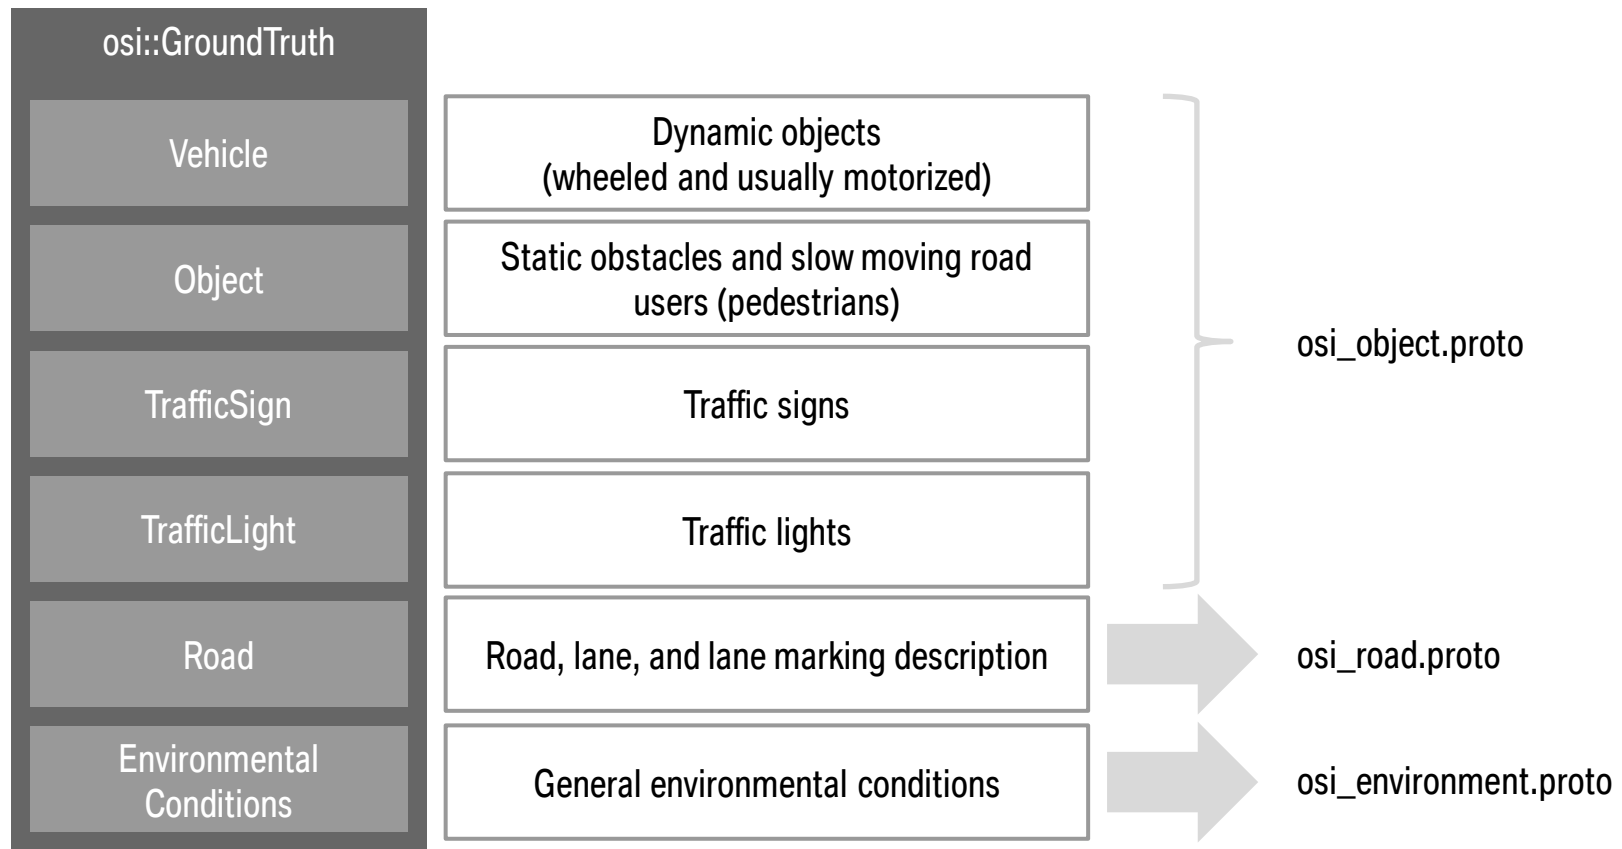 osi::GroundTruth
Vehicle
Dynamic objects
(wheeled and usually motorized)
Object
Static obstacles and slow moving road
users (pedestrians)
osi_object.proto
TrafficSign
Traffic signs
TrafficLight
Traffic lights
Road
Road, lane, and lane marking description
osi_road.proto
Environmental
Conditions
General environmental conditions
osi_environment.proto